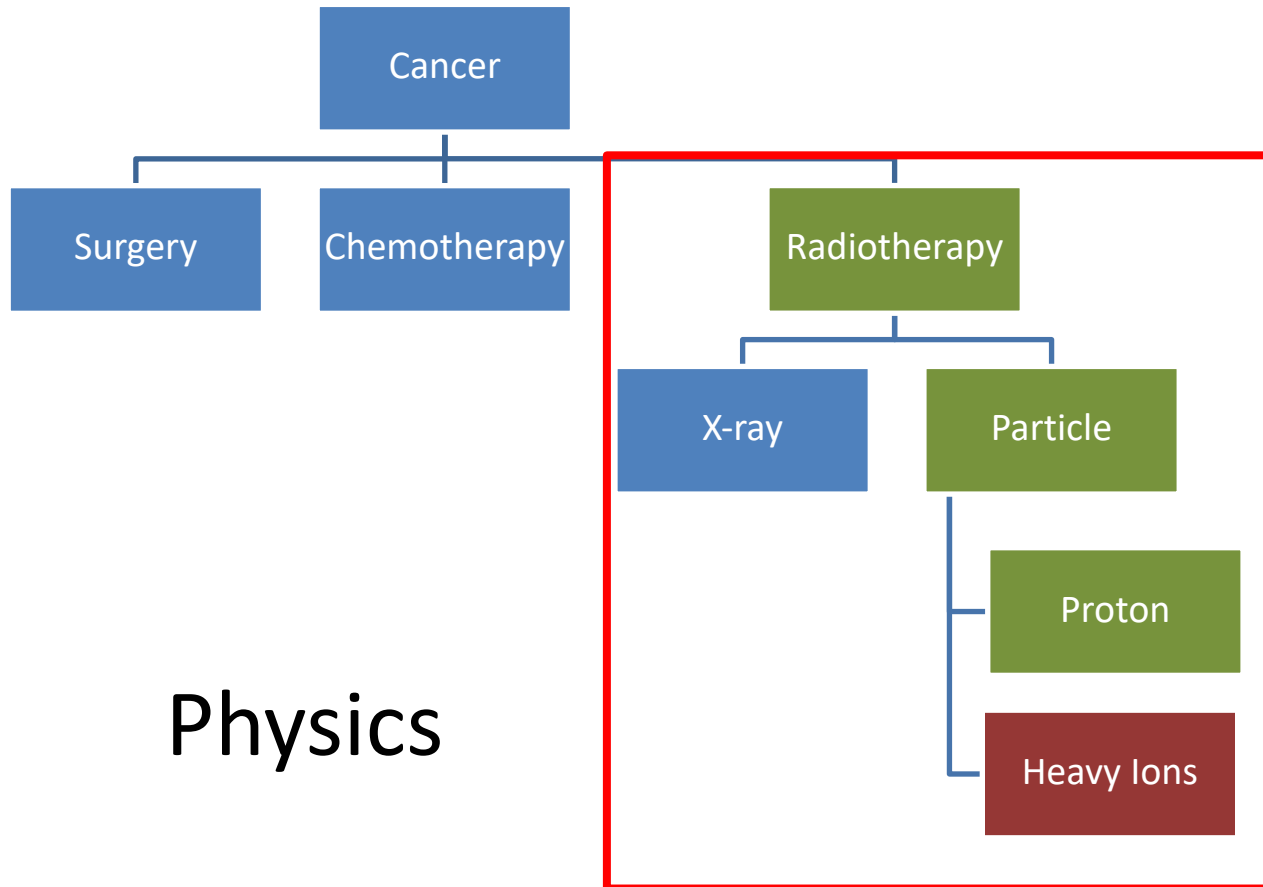 Cancer
Surgery
Chemotherapy
Radiotherapy
X-ray
Particle
Proton
Physics
Heavy Ions